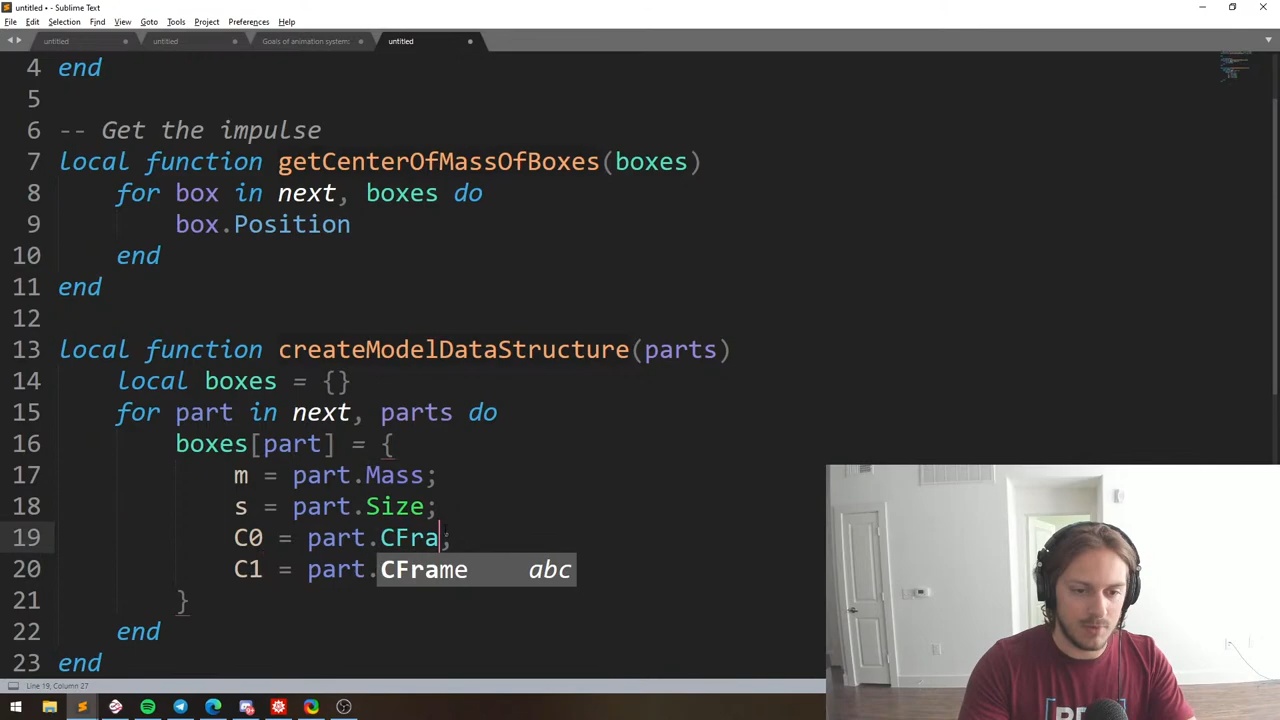 untitled • - Sublime Text
File Edit Selection Find View Goto Tools Project Preferences Help
untitled untitled Goals of animation system: untitled
4 end
5
6 -- Get the impulse
7 local function getCenterOfMassOfBoxes(boxes)
8 for box in next, boxes do
9 box.Position
10 end
11 end
12
13 local function createModelDataStructure(parts)
14 local boxes = {}
15 for part in next, parts do
16 boxes[part] = {
17 m = part.Mass;
18 s = part.Size;
19 C0 = part.CFra;
20 C1 = part.
CFrame abc
21 }
22 end
23 end
Line 19, Column 27